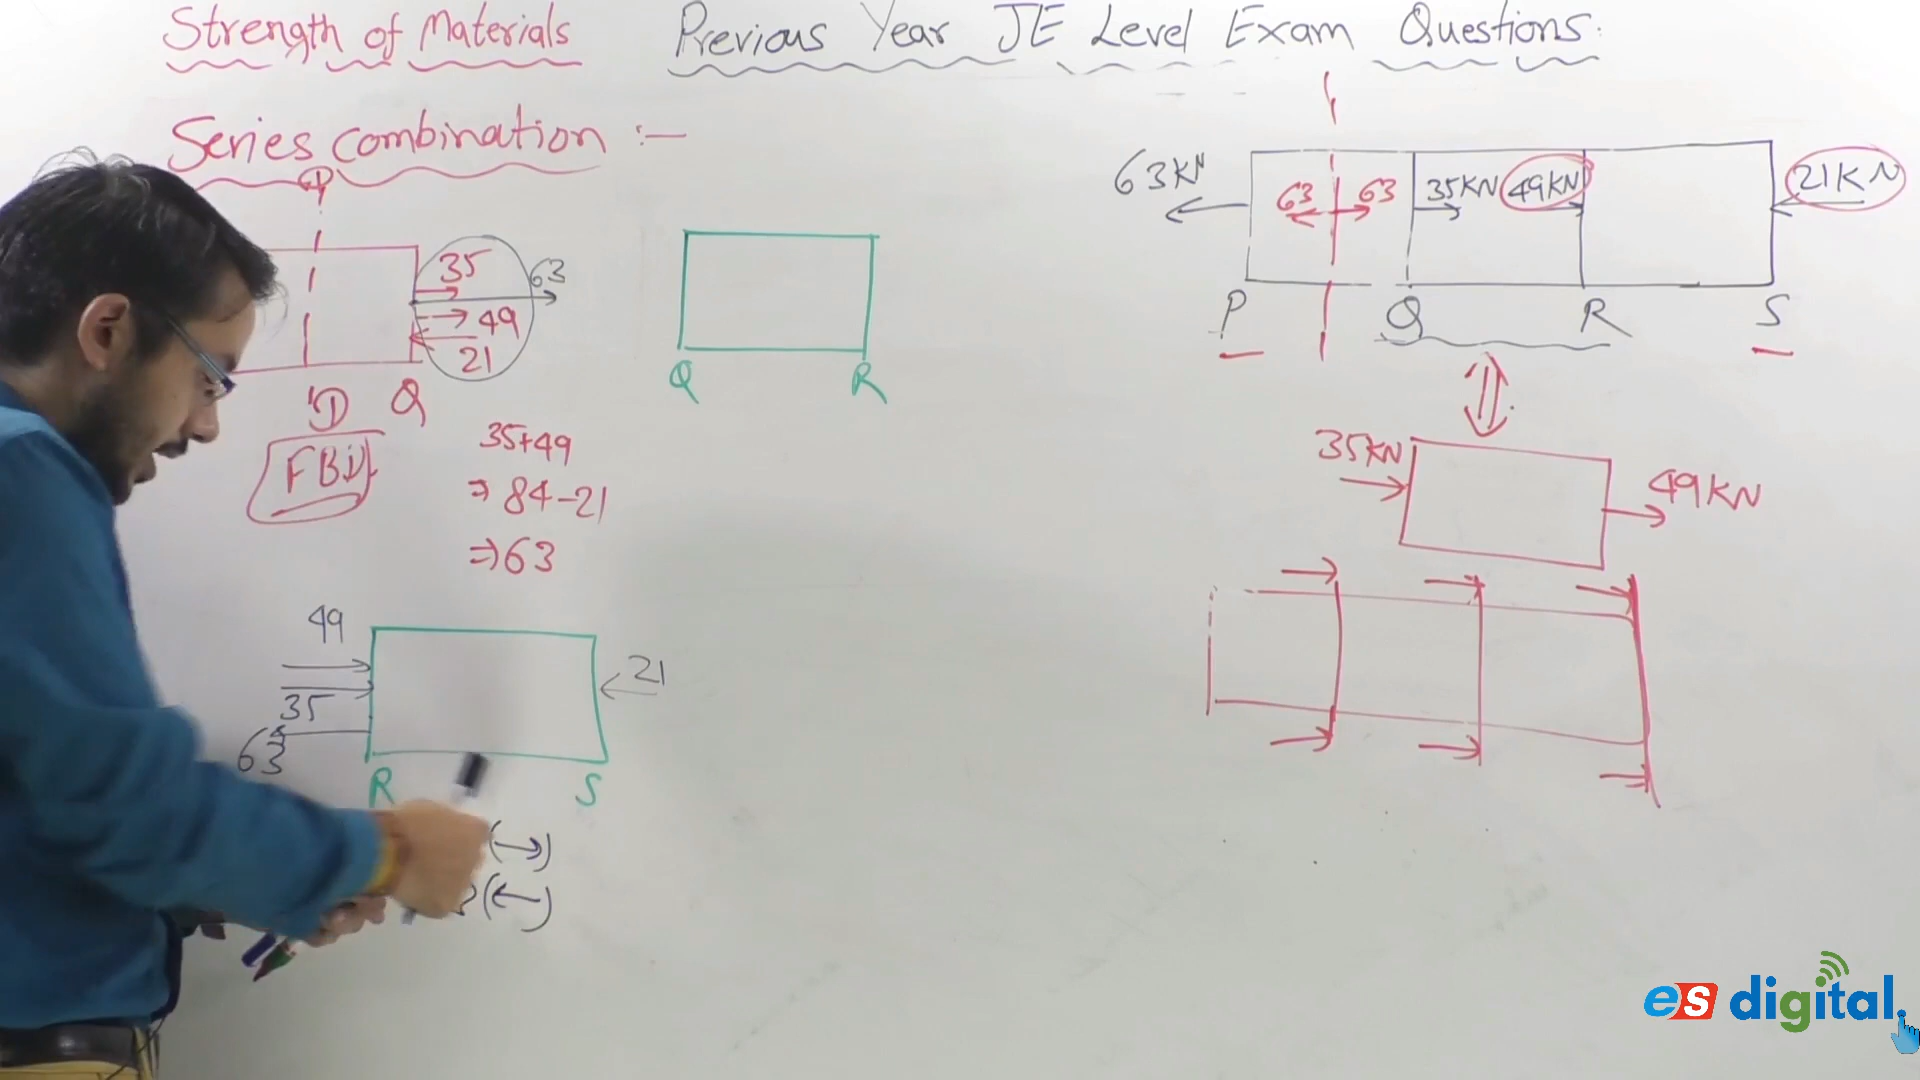 Strength of Materials
Previous Year JE Level Exam Questions.
Series combination :-
63KN
63
63
35KN
49KN
21KN
P
Q
R
S
35
63
49
21
Q
FBD
Q
R
35+49
⇒ 84-21
⇒ 63
35KN
49KN
49
35
63
21
R
S
(→)
(←)
es digital.